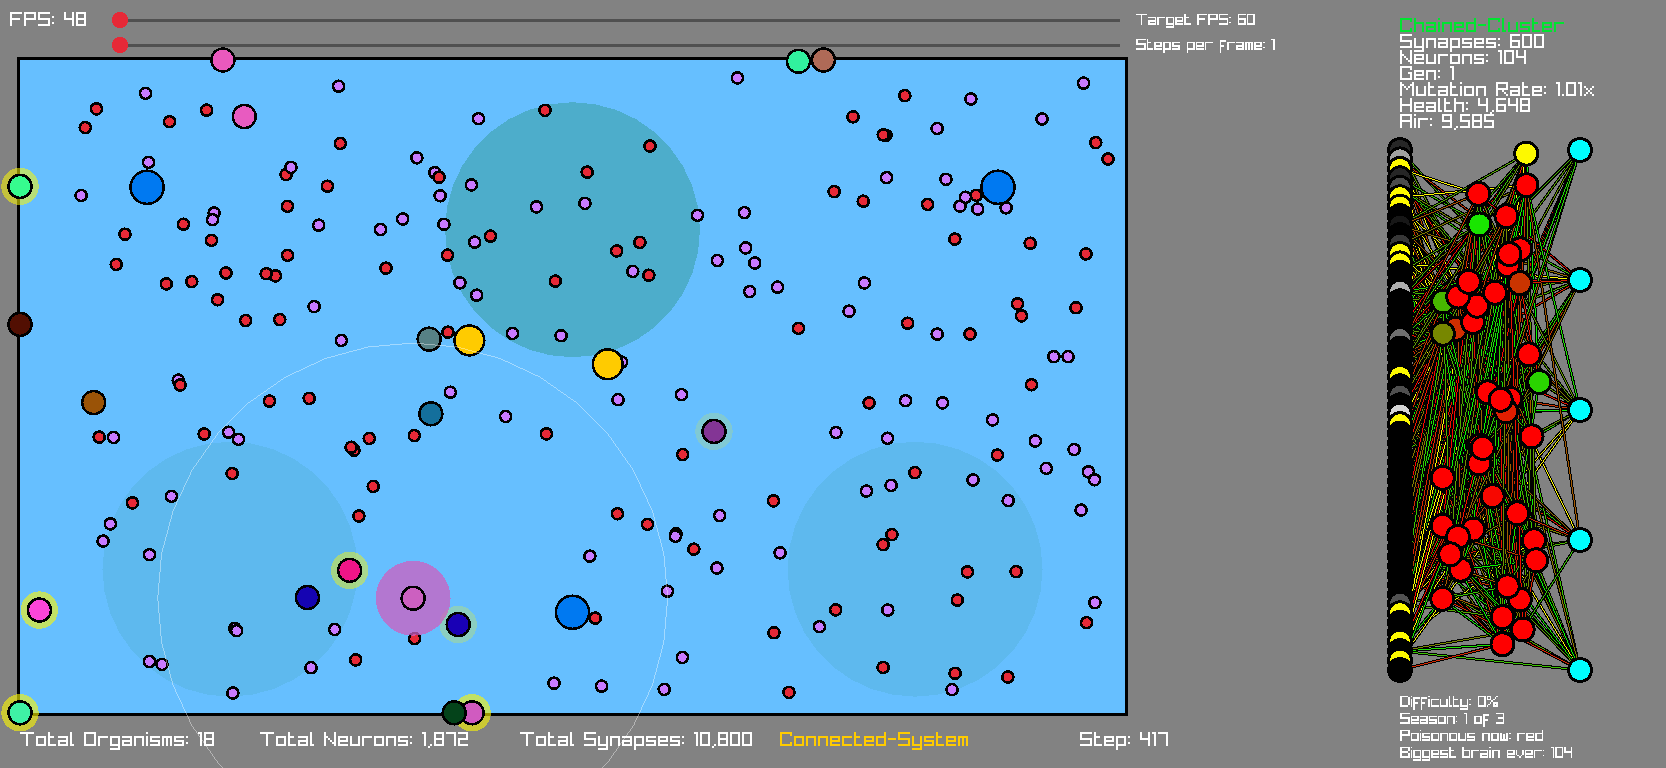 FPS: 48
Target FPS: 60
Steps per frame: 1
Chained-Cluster
Synapses: 600
Neurons: 104
Gen: 1
Mutation Rate: 1.01x
Health: 4,648
Air: 9,585
Difficulty: 0%
Season: 1 of 3
Poisonous now: red
Biggest brain ever: 104
Total Organisms: 18 Total Neurons: 1,872 Total Synapses: 10,800 Connected-System Step: 417